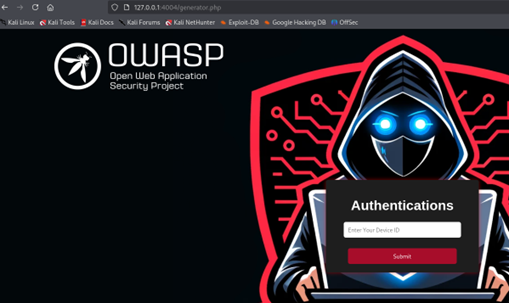 127.0.0.1:4004/generator.php
Kali Linux Kali Tools Kali Docs Kali Forums Kali NetHunter Exploit-DB Google Hacking DB OffSec
OWASP
Open Web Application
Security Project
Authentications
Enter Your Device ID
Submit